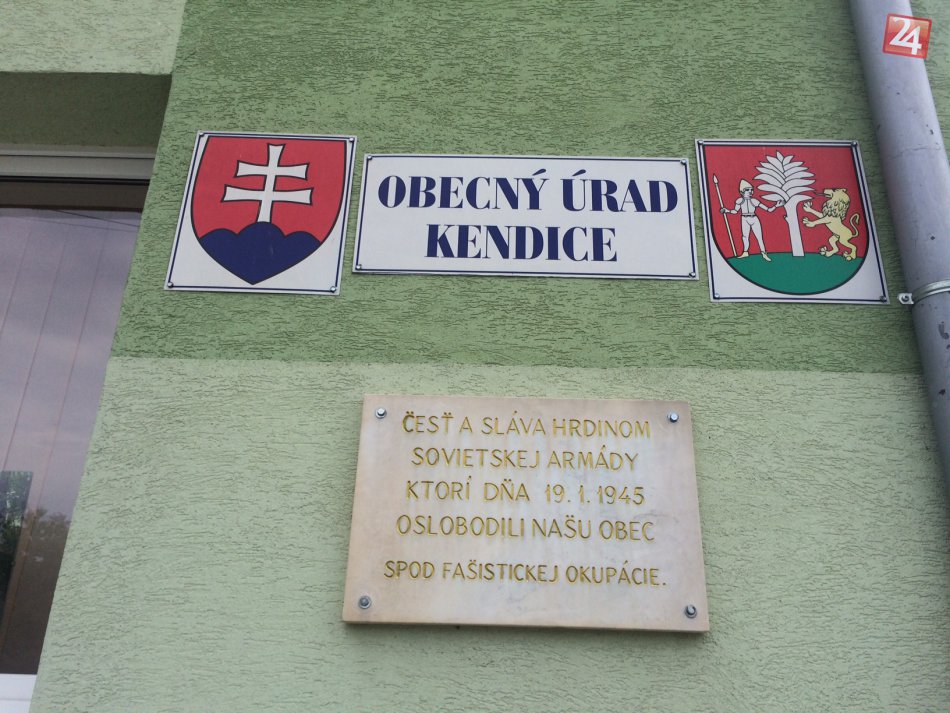 24
OBECNÝ ÚRAD
KENDICE
ČESŤ A SLÁVA HRDINOM
SOVIETSKEJ ARMÁDY
KTORÍ DŇA 19. 1. 1945
OSLOBODILI NAŠU OBEC
SPOD FAŠISTICKEJ OKUPÁCIE.